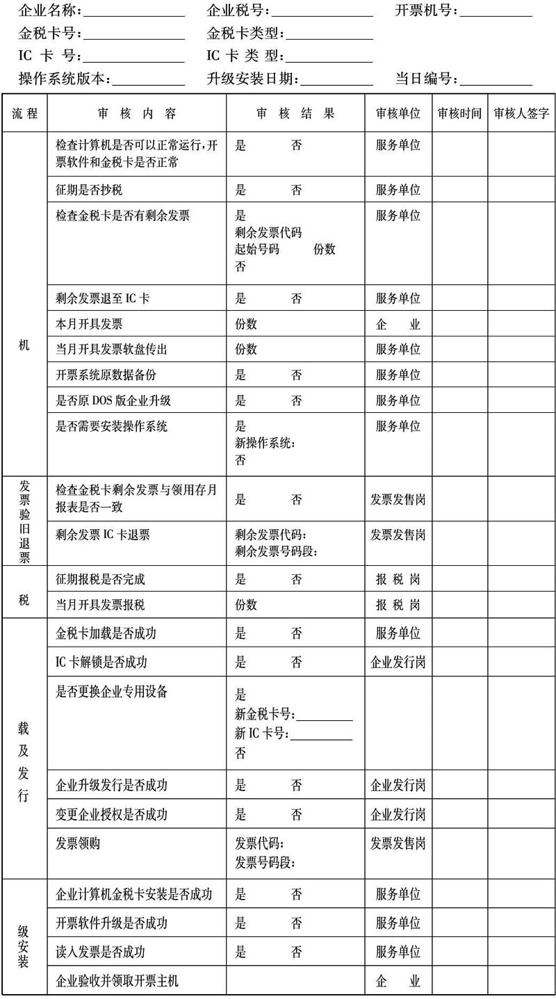 企业名称： 企业税号： 开票机号：
金税卡号： 金税卡类型：
IC 卡 号： IC 卡 类 型：
操作系统版本： 升级安装日期： 当日编号：
流 程 审 核 内 容 审 核 结 果 审核单位 审核时间 审核人签字
机
检查计算机是否可以正常运行，开 是 否 服务单位
票软件和金税卡是否正常
征期是否抄税 是 否 服务单位
检查金税卡是否有剩余发票 是 服务单位
剩余发票代码
起始号码 份数
否
剩余发票退至 IC 卡 是 否 服务单位
本月开具发票 份数 企 业
当月开具发票软盘传出 份数 服务单位
开票系统原数据备份 是 否 服务单位
是否原 DOS 版企业升级 是 否 服务单位
是否需要安装操作系统 是 服务单位
新操作系统：
否
发票验旧退票
检查金税卡剩余发票与领用存月
报表是否一致 是 否 发票发售岗
剩余发票 IC 卡退票 剩余发票代码： 发票发售岗
剩余发票号码段：
税
征期报税是否完成 是 否 报 税 岗
当月开具发票报税 份数 报 税 岗
载及发行
金税卡加载是否成功 是 否 服务单位
IC 卡解锁是否成功 是 否 企业发行岗
是否更换企业专用设备 是
新金税卡号：
新 IC 卡号：
否
企业升级发行是否成功 是 否 企业发行岗
变更企业授权是否成功 是 否 企业发行岗
发票领购 发票代码： 发票发售岗
发票号码段：
级安装
企业计算机金税卡安装是否成功 是 否 服务单位
开票软件升级是否成功 是 否 服务单位
读入发票是否成功 是 否 服务单位
企业验收并领取开票主机 企 业